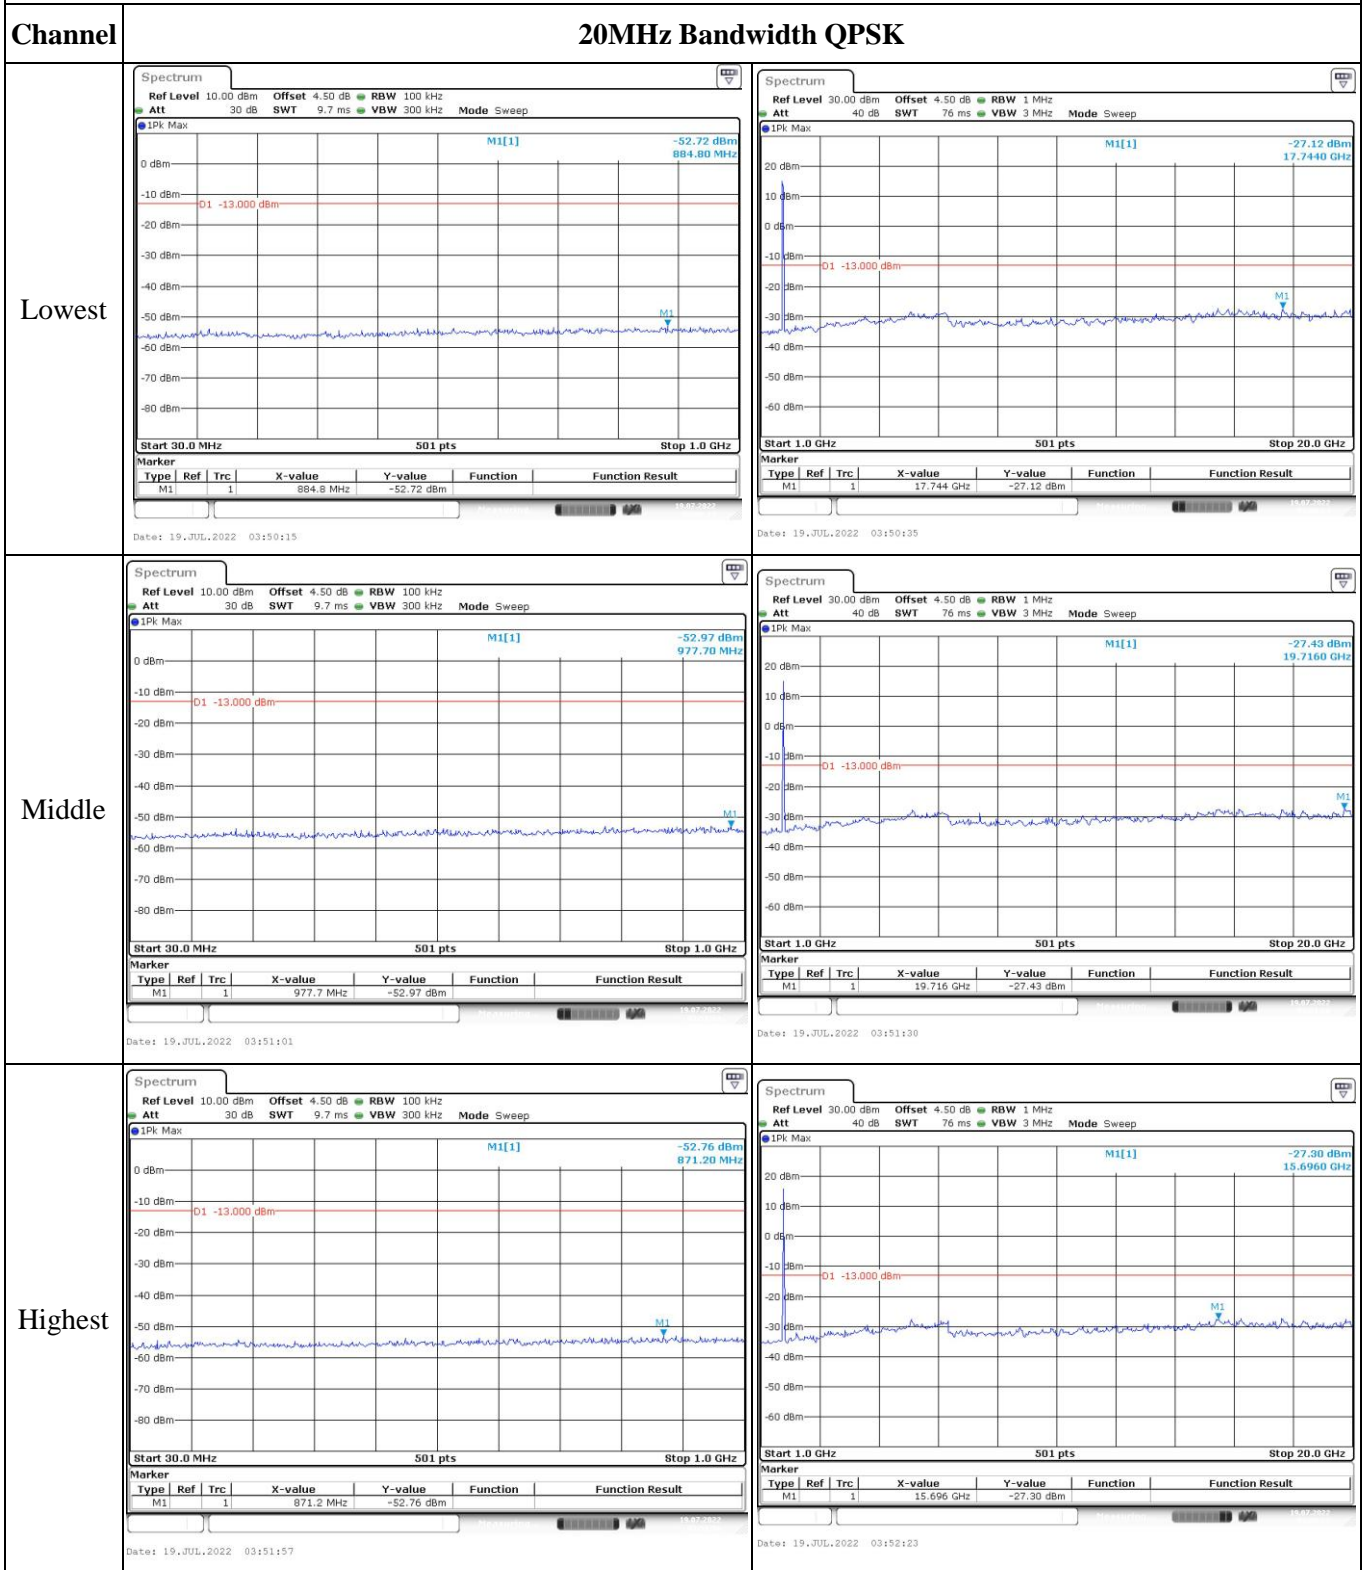 Channel 20MHz Bandwidth QPSK
Lowest
Spectrum
Ref Level 10.00 dBm Offset 4.50 dB RBW 100 kHz
Att 30 dB SWT 9.7 ms VBW 300 kHz Mode Sweep
1Pk Max
M1[1] -52.72 dBm
884.80 MHz
0 dBm
-10 dBm
D1 -13.000 dBm
-20 dBm
-30 dBm
-40 dBm
-50 dBm
M1
-60 dBm
-70 dBm
-80 dBm
Start 30.0 MHz 501 pts Stop 1.0 GHz
Marker
Type Ref Trc X-value Y-value Function Function Result
M1 1 884.8 MHz -52.72 dBm
19.07.2022
Date: 19.JUL.2022 03:50:15
Spectrum
Ref Level 30.00 dBm Offset 4.50 dB RBW 1 MHz
Att 40 dB SWT 76 ms VBW 3 MHz Mode Sweep
1Pk Max
M1[1] -27.12 dBm
17.7440 GHz
20 dBm
10 dBm
0 dBm
-10 dBm
D1 -13.000 dBm
-20 dBm
M1
-30 dBm
-40 dBm
-50 dBm
-60 dBm
Start 1.0 GHz 501 pts Stop 20.0 GHz
Marker
Type Ref Trc X-value Y-value Function Function Result
M1 1 17.744 GHz -27.12 dBm
Date: 19.JUL.2022 03:50:35
Middle
Spectrum
Ref Level 10.00 dBm Offset 4.50 dB RBW 100 kHz
Att 30 dB SWT 9.7 ms VBW 300 kHz Mode Sweep
1Pk Max
M1[1] -52.97 dBm
977.70 MHz
0 dBm
-10 dBm
D1 -13.000 dBm
-20 dBm
-30 dBm
-40 dBm
-50 dBm
M1
-60 dBm
-70 dBm
-80 dBm
Start 30.0 MHz 501 pts Stop 1.0 GHz
Marker
Type Ref Trc X-value Y-value Function Function Result
M1 1 977.7 MHz -52.97 dBm
Date: 19.JUL.2022 03:51:01
Spectrum
Ref Level 30.00 dBm Offset 4.50 dB RBW 1 MHz
Att 40 dB SWT 76 ms VBW 3 MHz Mode Sweep
1Pk Max
M1[1] -27.43 dBm
19.7160 GHz
20 dBm
10 dBm
0 dBm
-10 dBm
D1 -13.000 dBm
-20 dBm
M1
-30 dBm
-40 dBm
-50 dBm
-60 dBm
Start 1.0 GHz 501 pts Stop 20.0 GHz
Marker
Type Ref Trc X-value Y-value Function Function Result
M1 1 19.716 GHz -27.43 dBm
Date: 19.JUL.2022 03:51:30
Highest
Spectrum
Ref Level 10.00 dBm Offset 4.50 dB RBW 100 kHz
Att 30 dB SWT 9.7 ms VBW 300 kHz Mode Sweep
1Pk Max
M1[1] -52.76 dBm
871.20 MHz
0 dBm
-10 dBm
D1 -13.000 dBm
-20 dBm
-30 dBm
-40 dBm
-50 dBm
M1
-60 dBm
-70 dBm
-80 dBm
Start 30.0 MHz 501 pts Stop 1.0 GHz
Marker
Type Ref Trc X-value Y-value Function Function Result
M1 1 871.2 MHz -52.76 dBm
Date: 19.JUL.2022 03:51:57
Spectrum
Ref Level 30.00 dBm Offset 4.50 dB RBW 1 MHz
Att 40 dB SWT 76 ms VBW 3 MHz Mode Sweep
1Pk Max
M1[1] -27.30 dBm
15.6960 GHz
20 dBm
10 dBm
0 dBm
-10 dBm
D1 -13.000 dBm
-20 dBm
M1
-30 dBm
-40 dBm
-50 dBm
-60 dBm
Start 1.0 GHz 501 pts Stop 20.0 GHz
Marker
Type Ref Trc X-value Y-value Function Function Result
M1 1 15.696 GHz -27.30 dBm
Date: 19.JUL.2022 03:52:23